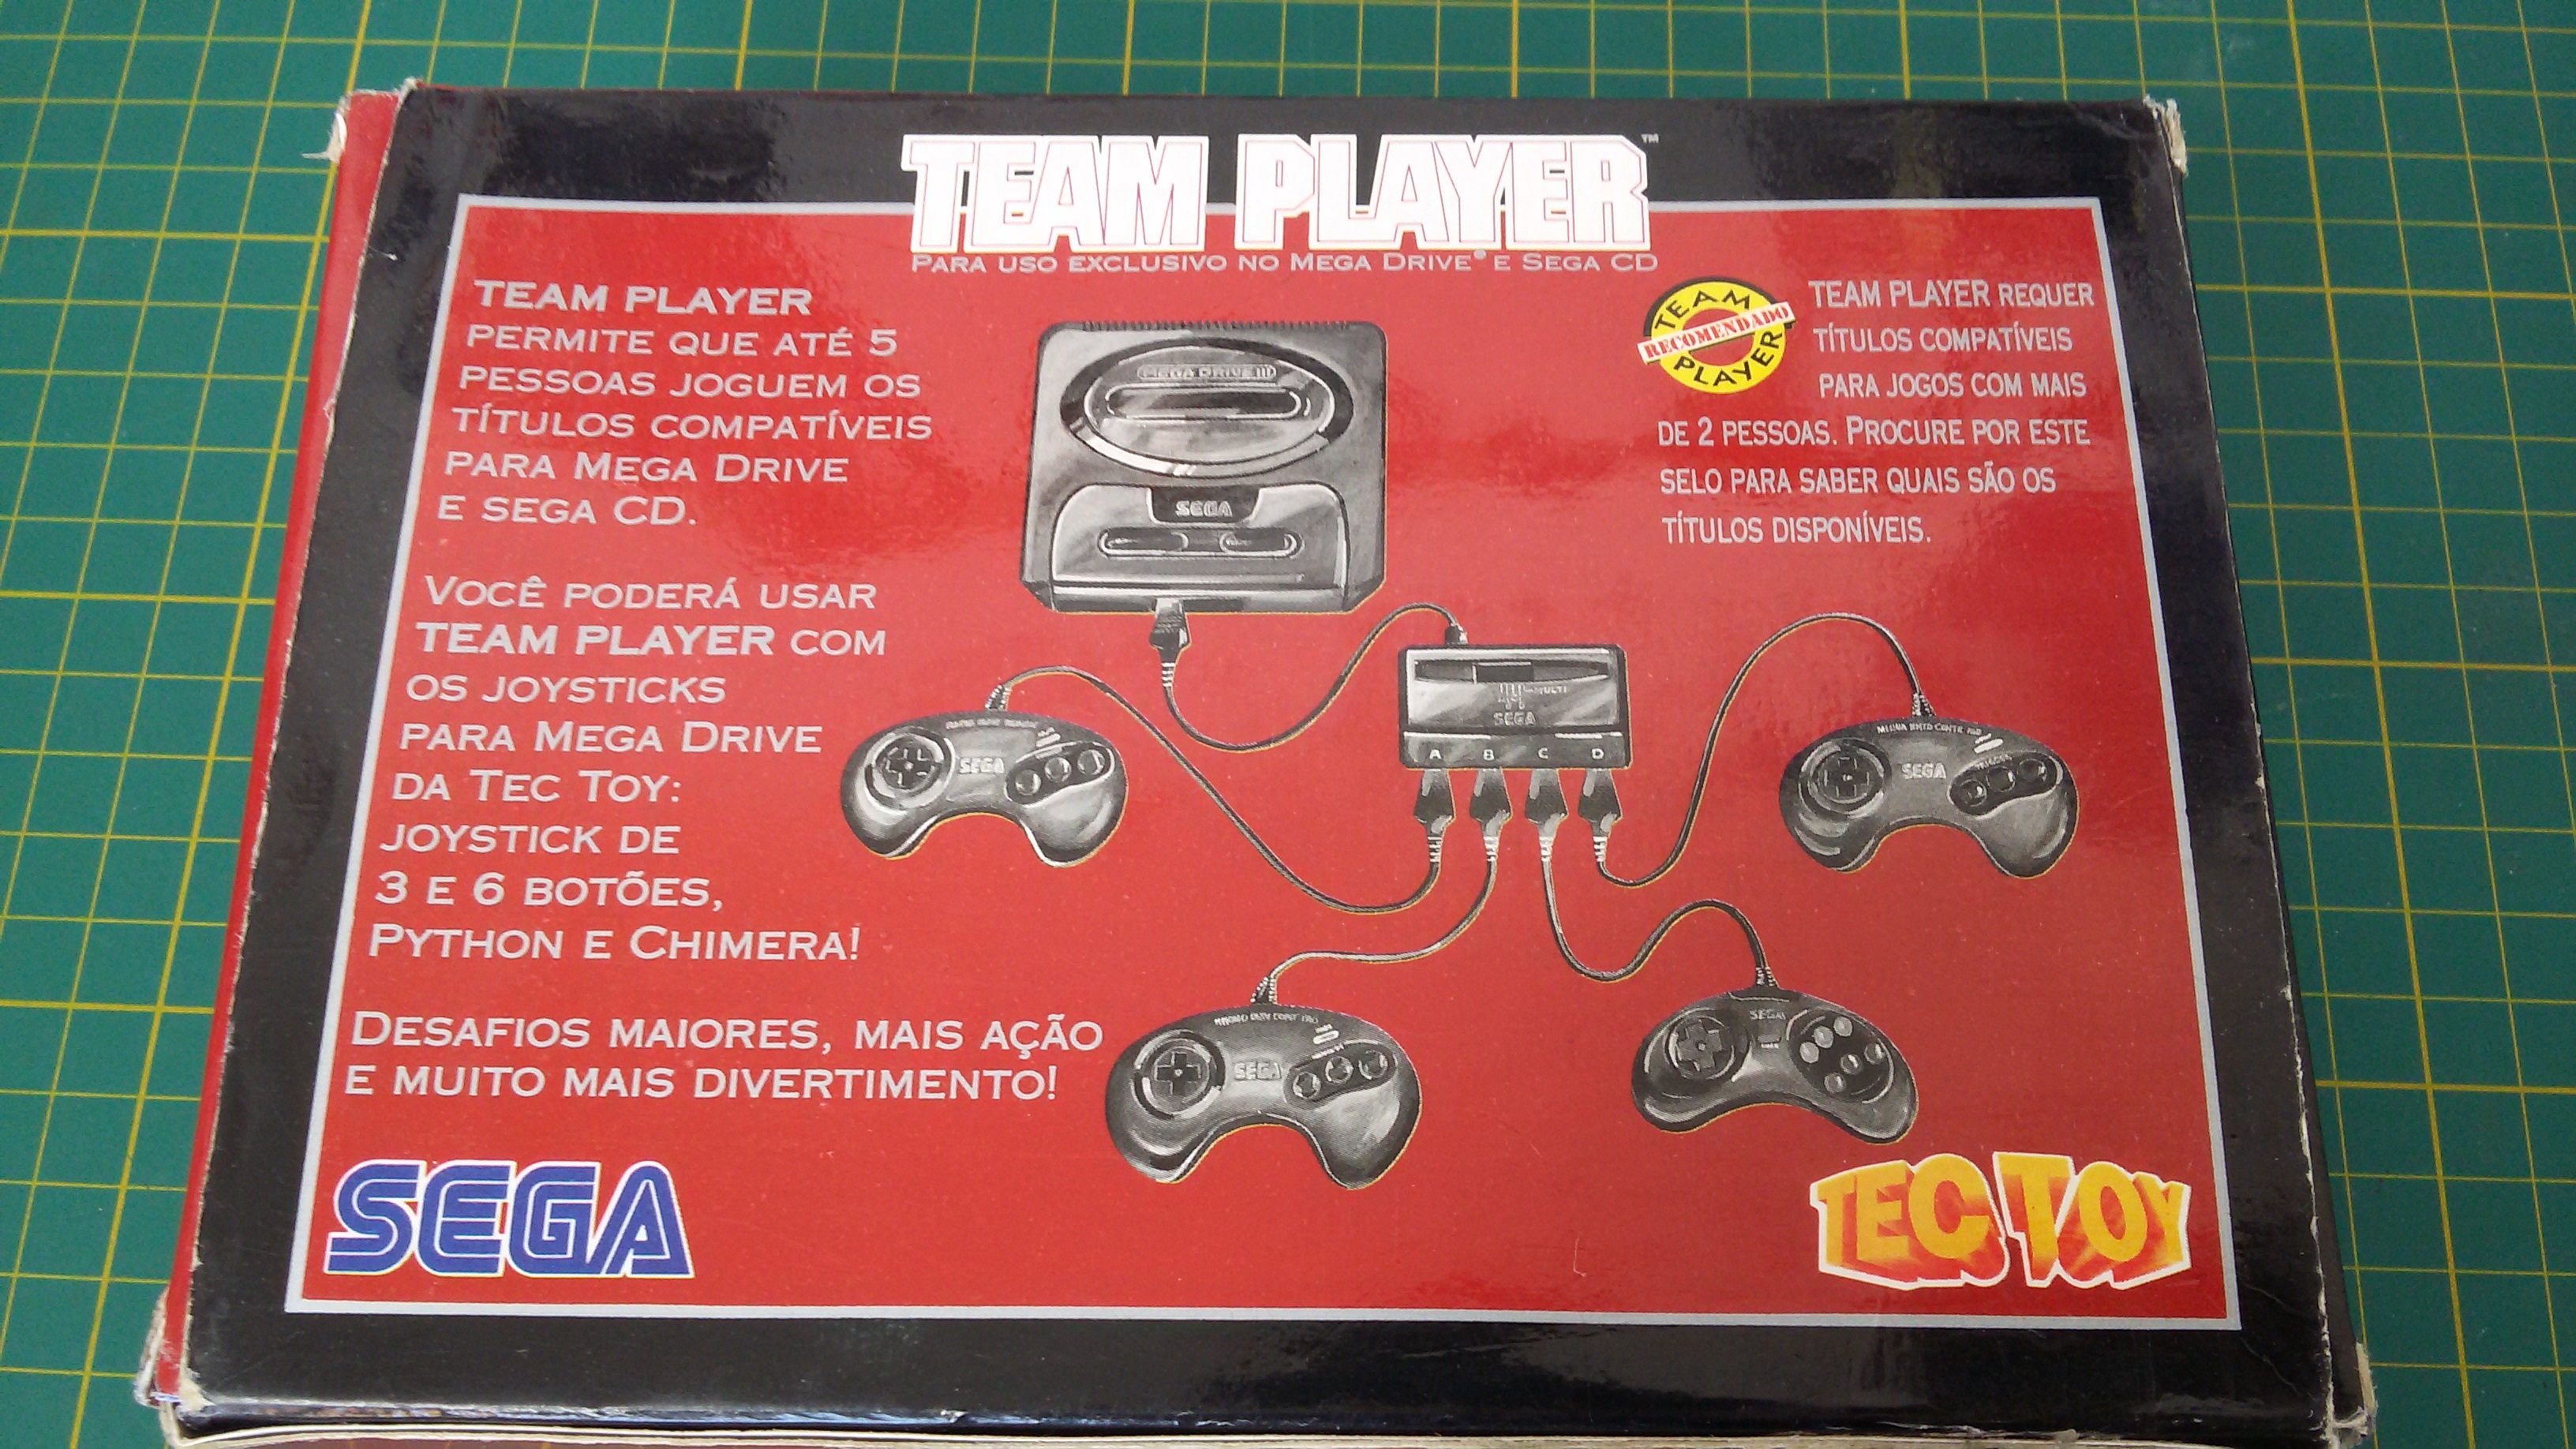 TEAM PLAYER™
PARA USO EXCLUSIVO NO MEGA DRIVE® E SEGA CD
TEAM PLAYER
PERMITE QUE ATÉ 5
PESSOAS JOGUEM OS
TÍTULOS COMPATÍVEIS
PARA MEGA DRIVE
E SEGA CD.
VOCÊ PODERÁ USAR
TEAM PLAYER COM
OS JOYSTICKS
PARA MEGA DRIVE
DA TEC TOY:
JOYSTICK DE
3 E 6 BOTÕES,
PYTHON E CHIMERA!
DESAFIOS MAIORES, MAIS AÇÃO
E MUITO MAIS DIVERTIMENTO!
TEAM
RECOMENDADO
PLAYER
TEAM PLAYER REQUER
TÍTULOS COMPATÍVEIS
PARA JOGOS COM MAIS
DE 2 PESSOAS. PROCURE POR ESTE
SELO PARA SABER QUAIS SÃO OS
TÍTULOS DISPONÍVEIS.
MEGA DRIVE III
SEGA
MULTI
SEGA
A B C D
SEGA
SEGA
SEGA
SEGA
SEGA
TEC TOY